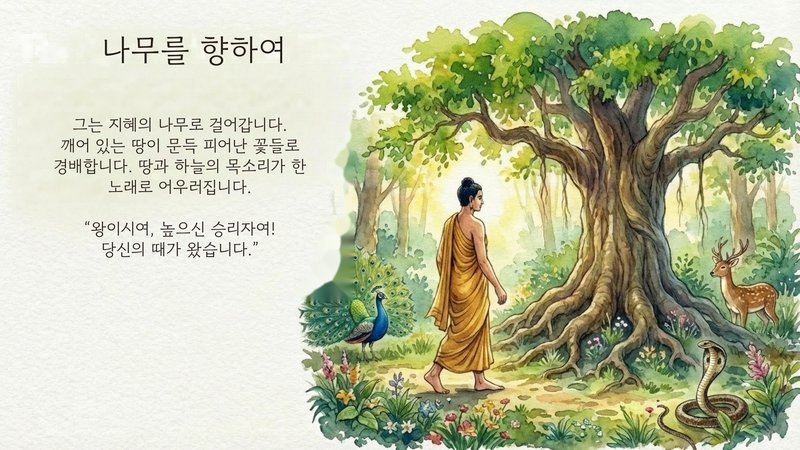 나무를 향하여
그는 지혜의 나무로 걸어갑니다.
깨어 있는 땅이 문득 피어난 꽃들로
경배합니다. 땅과 하늘의 목소리가 한
노래로 어우러집니다.
“왕이시여, 높으신 승리자여!
당신의 때가 왔습니다.”